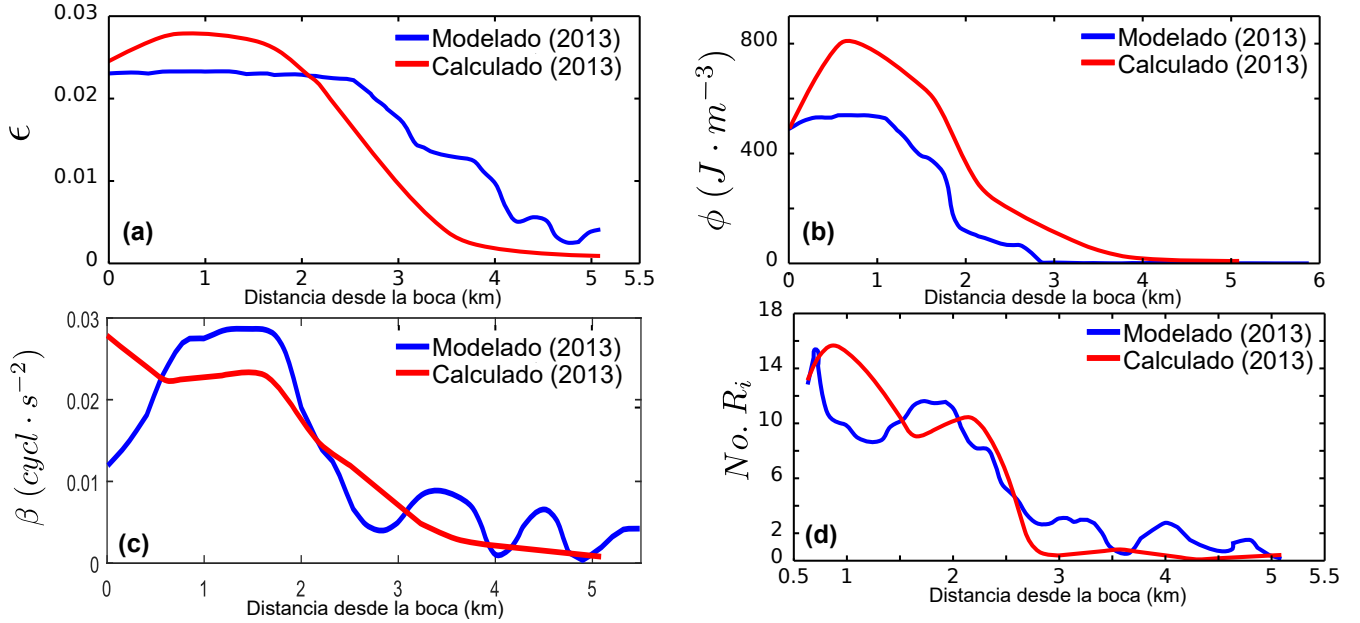 0.03
0.02
0.01
0
ϵ
Modelado (2013)
Calculado (2013)
(a)
0 1 2 3 4 5 5.5
Distancia desde la boca (km)
800
400
0
ϕ (J · m⁻³)
Modelado (2013)
Calculado (2013)
(b)
0 1 2 3 4 5 6
Distancia desde la boca (km)
0.03
0.02
0.01
0
β (cycl · s⁻²)
Modelado (2013)
Calculado (2013)
(c)
0 1 2 3 4 5
Distancia desde la boca (km)
18
14
10
6
2
0
No. Rᵢ
Modelado (2013)
Calculado (2013)
(d)
0.5 1 2 3 4 5 5.5
Distancia desde la boca (km)